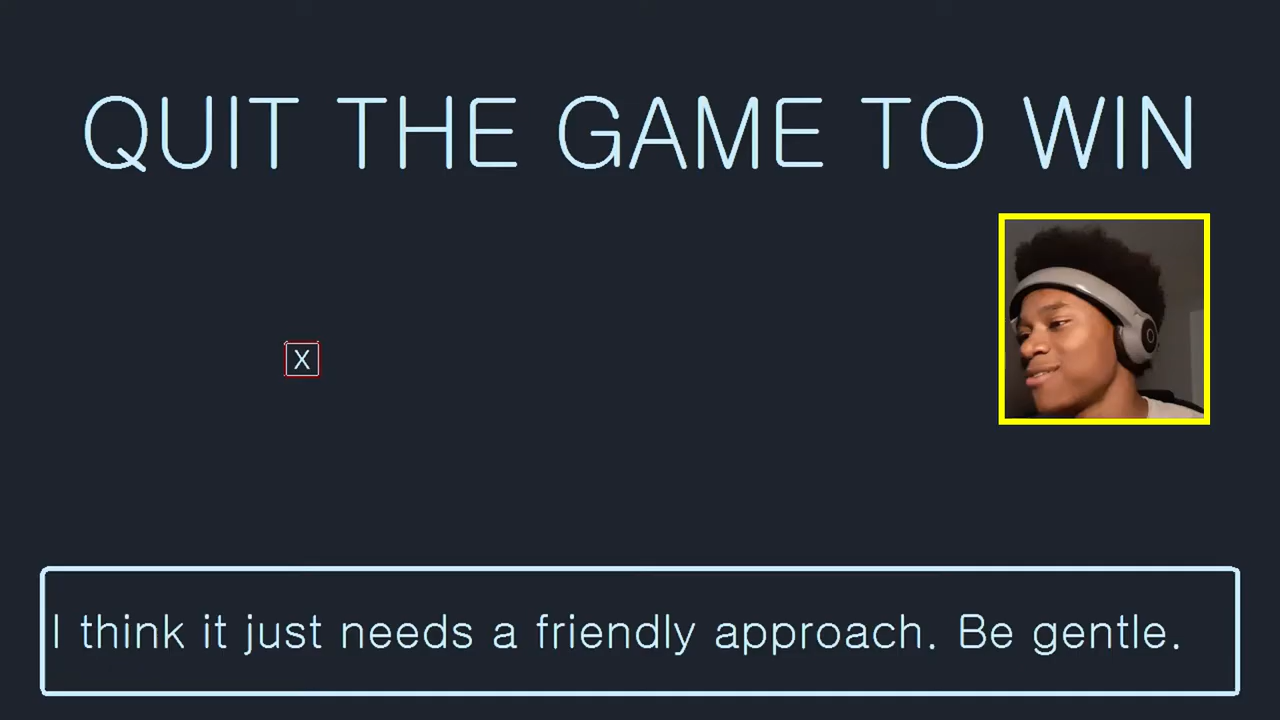 QUIT THE GAME TO WIN
X
I think it just needs a friendly approach. Be gentle.